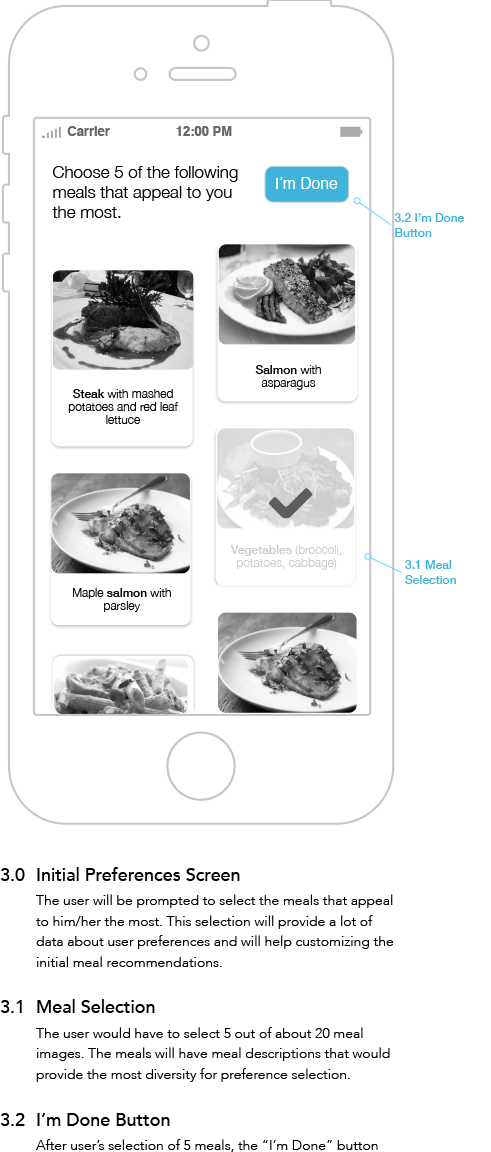 Carrier
12:00 PM
Choose 5 of the following
meals that appeal to you
the most.
I'm Done
3.2 I'm Done
Button
Steak with mashed
potatoes and red leaf
lettuce
Salmon with
asparagus
Vegetables (broccoli,
potatoes, cabbage)
3.1 Meal
Selection
Maple salmon with
parsley
3.0 Initial Preferences Screen
The user will be prompted to select the meals that appeal
to him/her the most. This selection will provide a lot of
data about user preferences and will help customizing the
initial meal recommendations.
3.1 Meal Selection
The user would have to select 5 out of about 20 meal
images. The meals will have meal descriptions that would
provide the most diversity for preference selection.
3.2 I'm Done Button
After user's selection of 5 meals, the “I'm Done” button